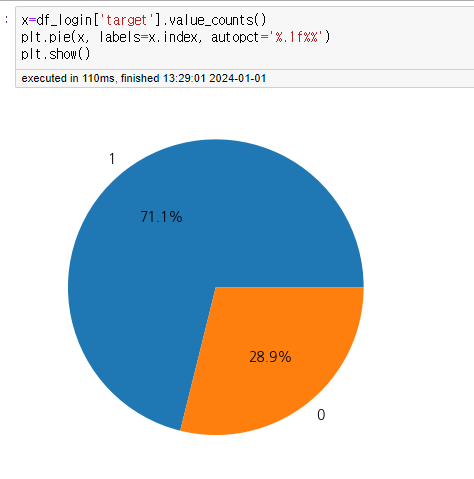 :
x=df_login['target'].value_counts()
plt.pie(x, labels=x.index, autopct='%.1f%%')
plt.show()
executed in 110ms, finished 13:29:01 2024-01-01
1
71.1%
28.9%
0